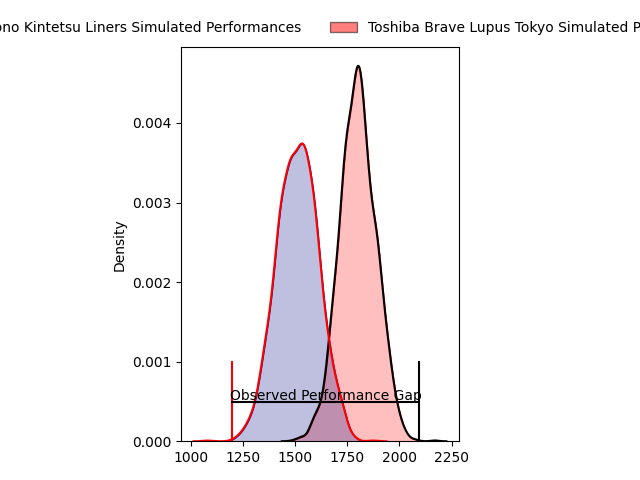 Kintetsu Liners Simulated Performances
Toshiba Brave Lupus Tokyo Simulated
Density
0.004
0.003
0.002
0.001
0.000
Observed Performance Gap
1000 1250 1500 1750 2000 2250